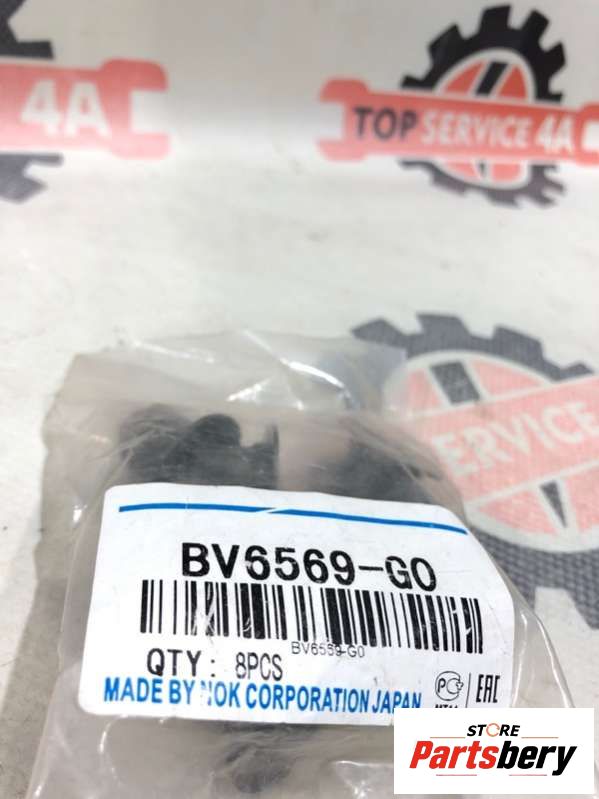 4A
TOP SERVICE 4A
SERVICE
BV6569-G0
BV6569-G0
QTY: 8PCS
MADE BY NOK CORPORATION JAPAN
PC
EAC
STORE
Partsbery